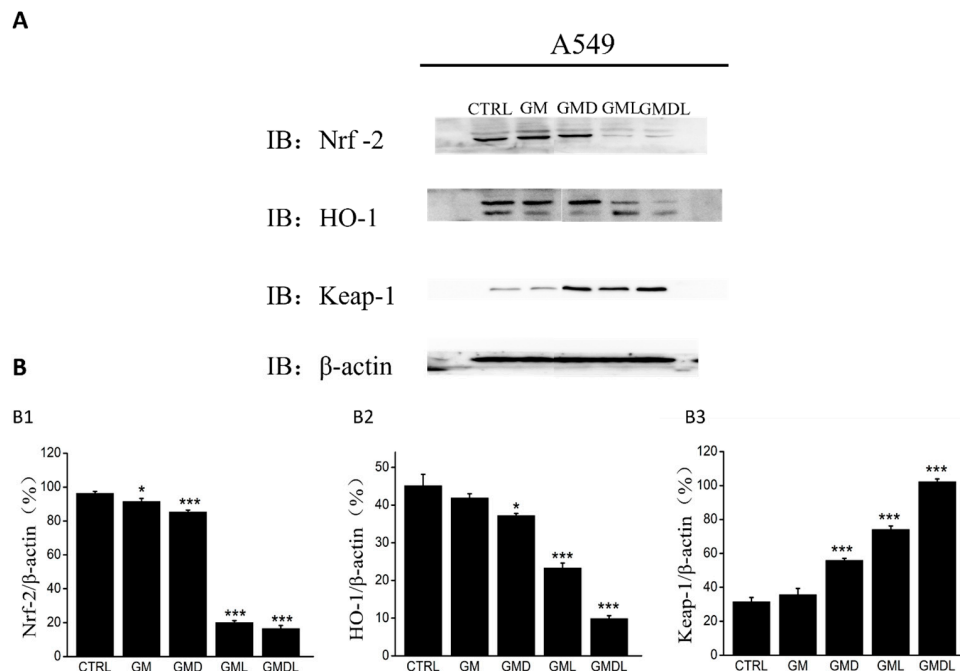 A
A549
CTRL GM GMD GML GMDL
IB：Nrf -2
IB：HO-1
IB：Keap-1
IB：β-actin
B
B1
Nrf-2/β-actin（%）
120
100
80
60
40
20
0
*
***
***
***
CTRL GM GMD GML GMDL
B2
HO-1/β-actin（%）
50
40
30
20
10
0
*
***
***
CTRL GM GMD GML GMDL
B3
Keap-1/β-actin（%）
120
100
80
60
40
20
0
***
***
***
CTRL GM GMD GML GMDL